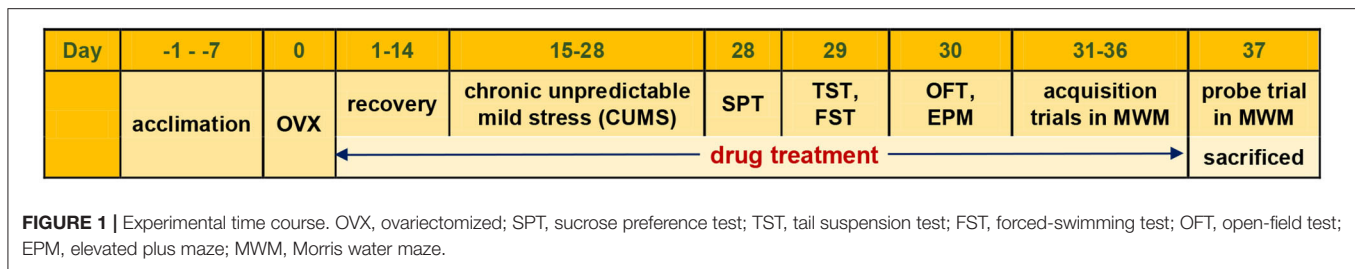 Day -1 - -7 0 1-14 15-28 28 29 30 31-36 37
acclimation OVX recovery chronic unpredictable mild stress (CUMS) SPT TST, FST OFT, EPM acquisition trials in MWM probe trial in MWM
drug treatment sacrificed
FIGURE 1 | Experimental time course. OVX, ovariectomized; SPT, sucrose preference test; TST, tail suspension test; FST, forced-swimming test; OFT, open-field test;
EPM, elevated plus maze; MWM, Morris water maze.